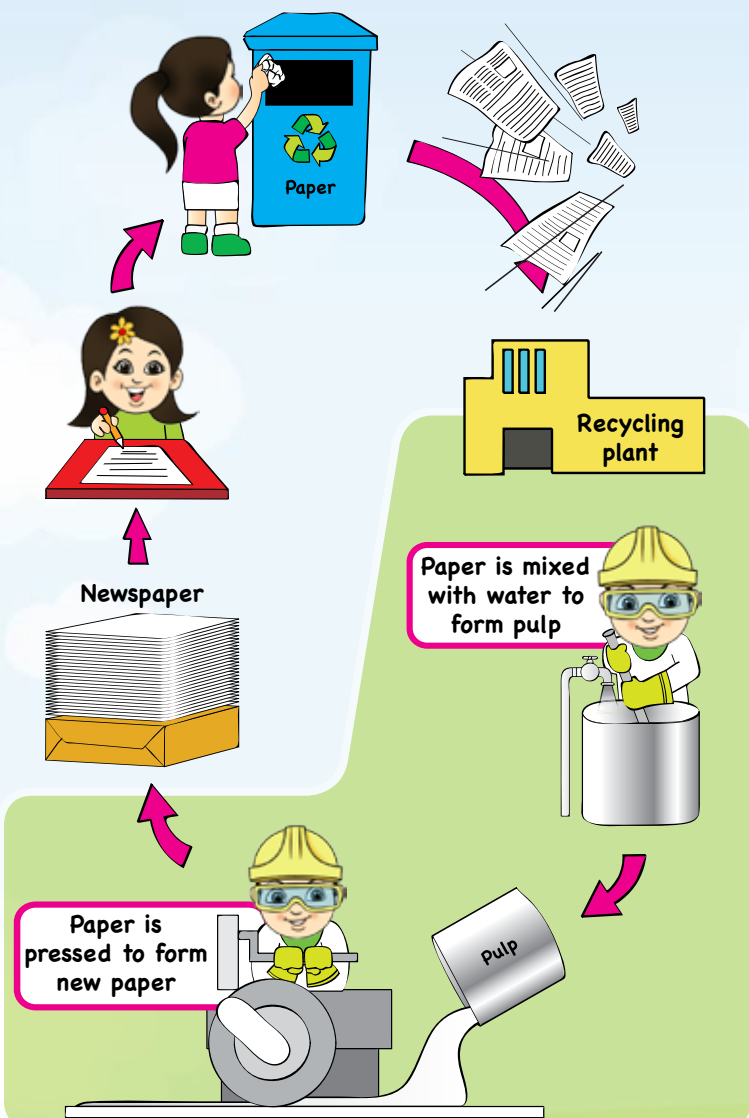 Paper
Recycling
plant
Paper is mixed
with water to
form pulp
Newspaper
Pulp
Paper is
pressed to form
new paper